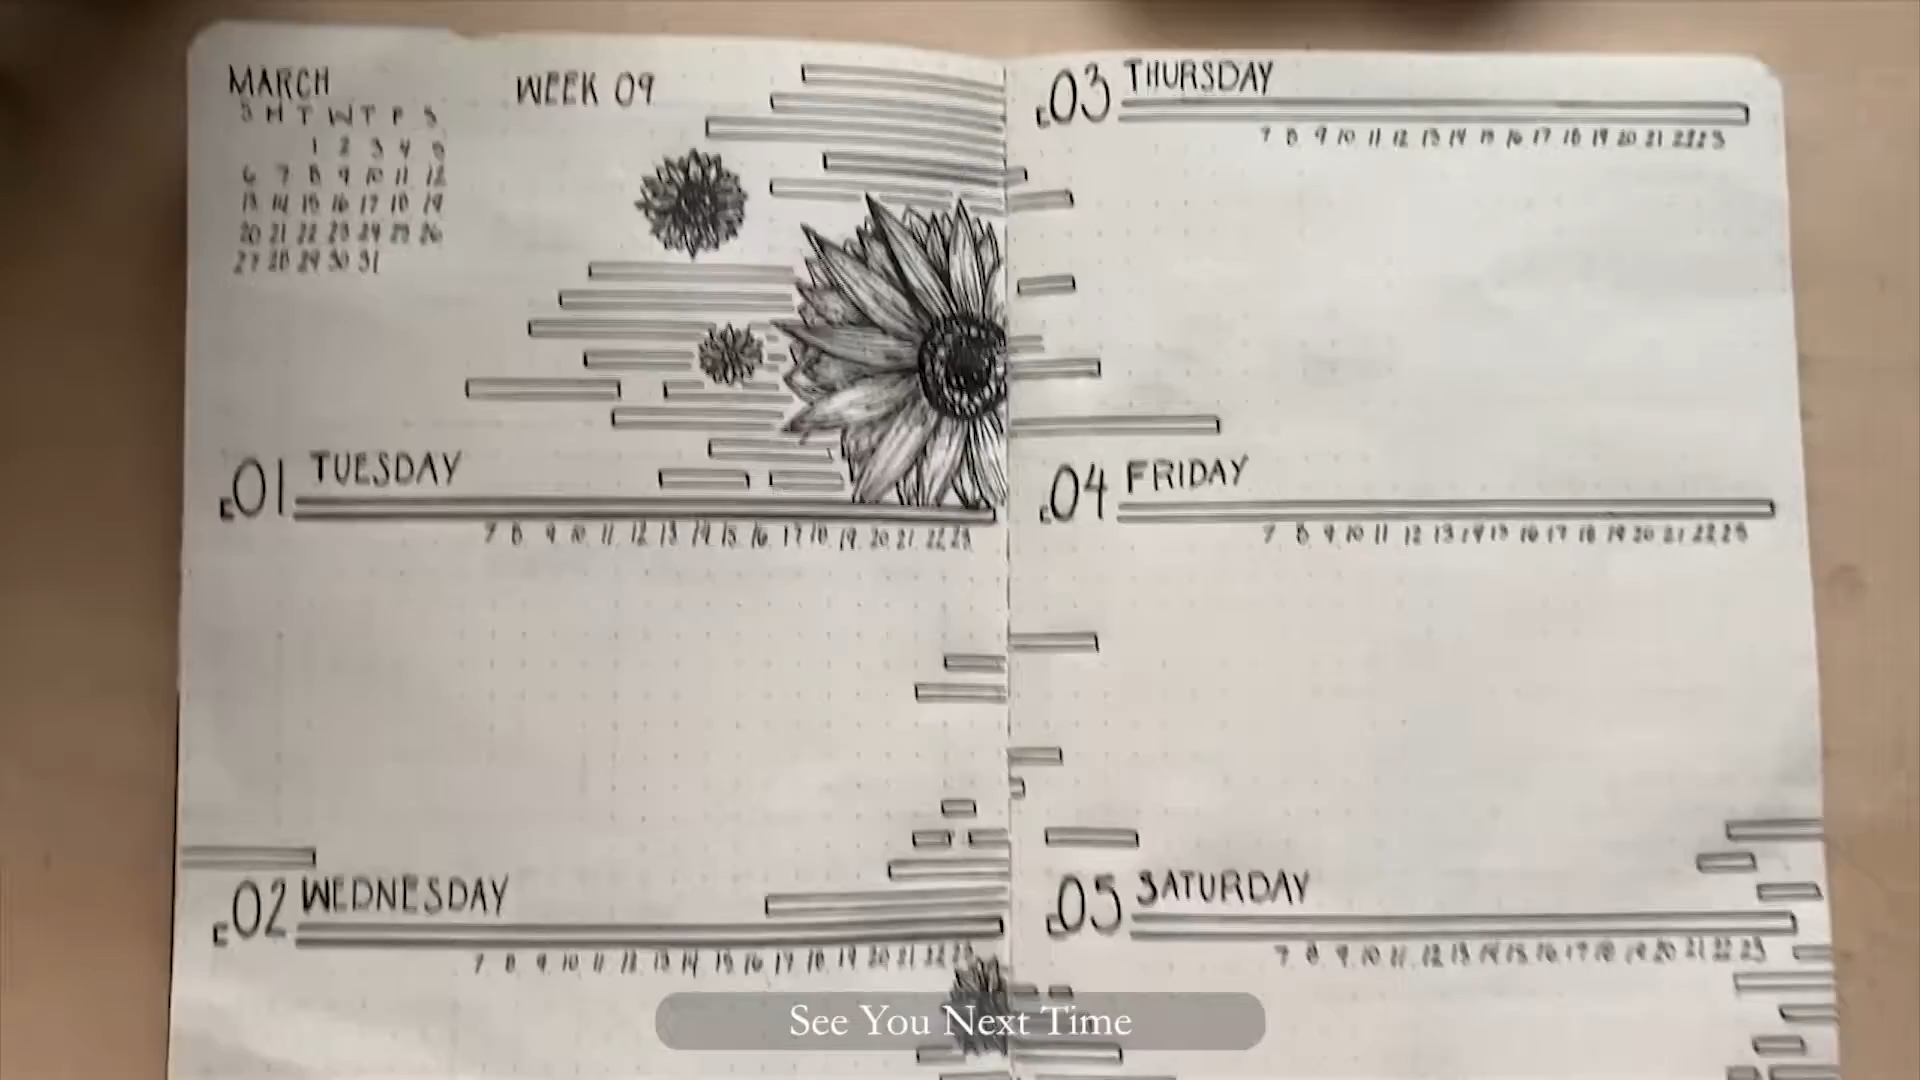 MARCH
S M T W T F S
1 2 3 4 5
6 7 8 9 10 11 12
13 14 15 16 17 18 19
20 21 22 23 24 25 26
27 28 29 30 31
WEEK 09
01 TUESDAY
7 8 9 10 11 12 13 14 15 16 17 18 19 20 21 22 23
02 WEDNESDAY
7 8 9 10 11 12 13 14 15 16 17 18 19 20 21 22 23
03 THURSDAY
7 8 9 10 11 12 13 14 15 16 17 18 19 20 21 22 23
04 FRIDAY
7 8 9 10 11 12 13 14 15 16 17 18 19 20 21 22 23
05 SATURDAY
7 8 9 10 11 12 13 14 15 16 17 18 19 20 21 22 23
See You Next Time